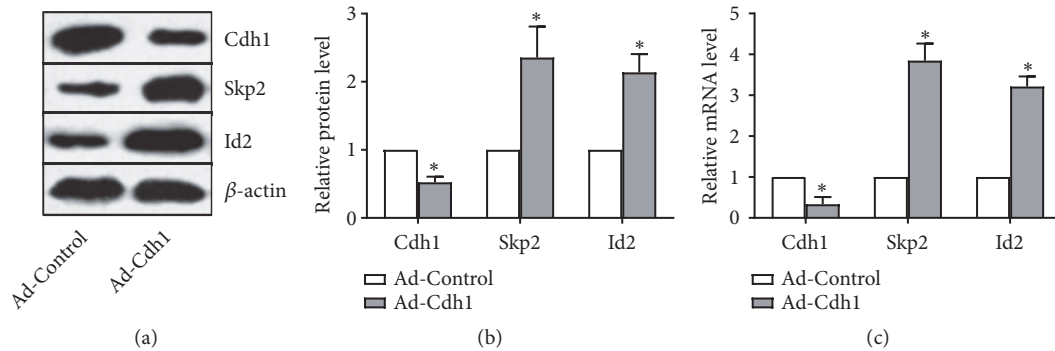 Cdh1
Skp2
Id2
β-actin
Ad-Control
Ad-Cdh1
(a)
Relative protein level
3
2
1
0
*
*
*
Cdh1 Skp2 Id2
Ad-Control
Ad-Cdh1
(b)
Relative mRNA level
5
4
3
2
1
0
*
*
*
Cdh1 Skp2 Id2
Ad-Control
Ad-Cdh1
(c)